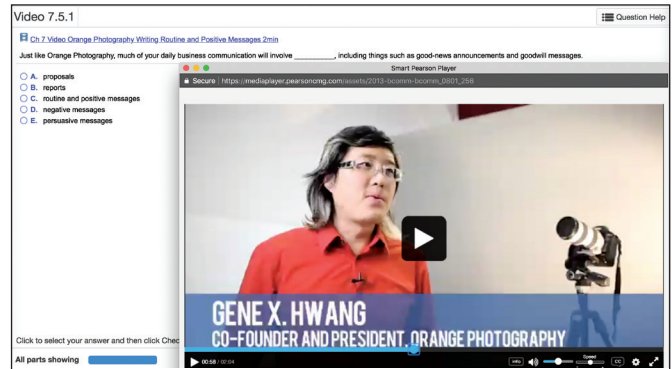 Video 7.5.1
Question Help
Ch 7 Video Orange Photography Writing Routine and Positive Messages 2min
Just like Orange Photography, much of your daily business communication will involve __________, including things such as good-news announcements and goodwill messages.
A. proposals
B. reports
C. routine and positive messages
D. negative messages
E. persuasive messages
Smart Pearson Player
Secure | https://mediaplayer.pearsoncmg.com/assets/2013-bcomm-bcomm_0801_256
GENE X. HWANG
CO-FOUNDER AND PRESIDENT, ORANGE PHOTOGRAPHY
00:58 / 02:04
info
Speed
CC
Click to select your answer and then click Chec
All parts showing